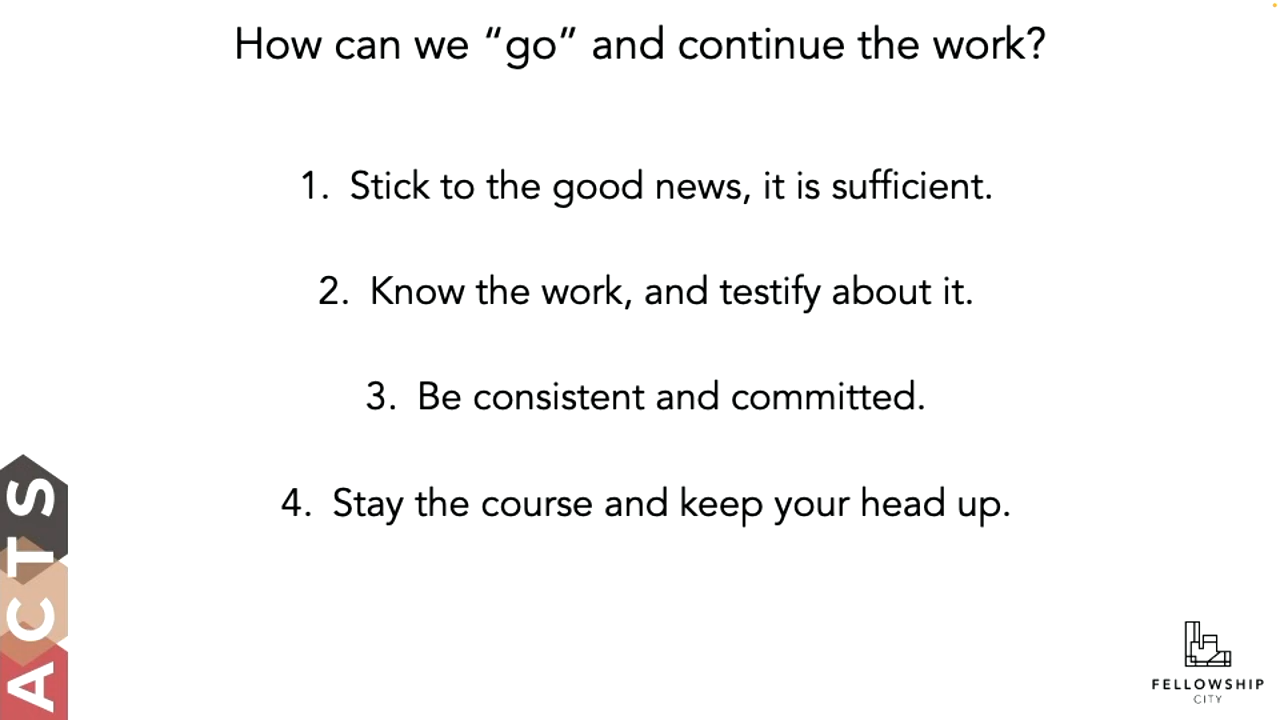 How can we “go” and continue the work?
1. Stick to the good news, it is sufficient.
2. Know the work, and testify about it.
3. Be consistent and committed.
4. Stay the course and keep your head up.
ACTS
FELLOWSHIP
CITY